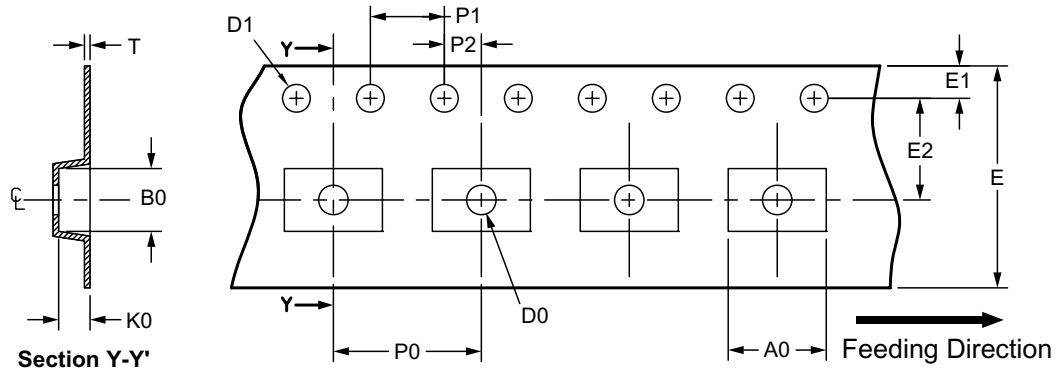 D1
P1
P2
T
Y
E1
E2
E
B0
℄
Y
K0
D0
P0
A0
Feeding Direction
Section Y-Y'